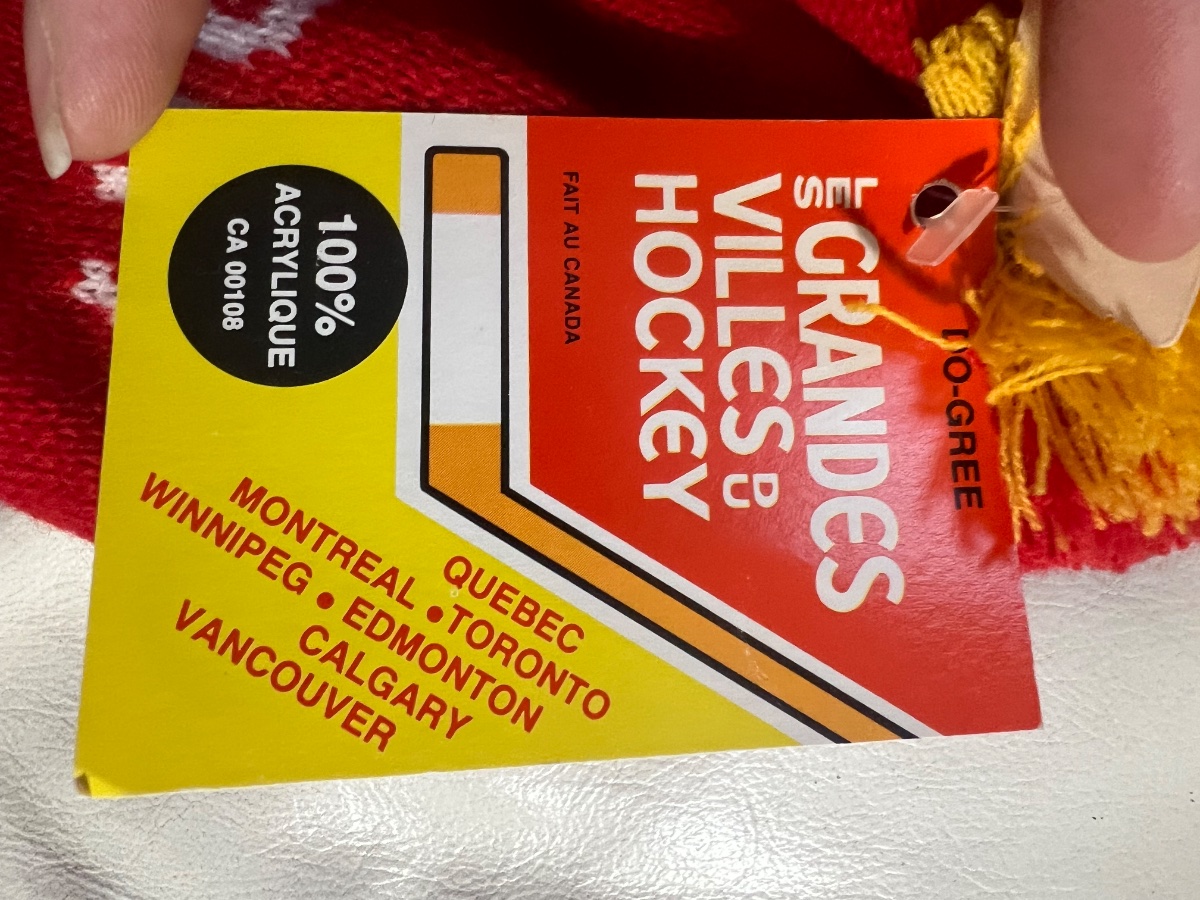 DO-GREE
LES GRANDES
VILLES DU
HOCKEY
FAIT AU CANADA
100%
ACRYLIQUE
CA 00108
QUEBEC
MONTREAL • TORONTO
WINNIPEG • EDMONTON
CALGARY
VANCOUVER